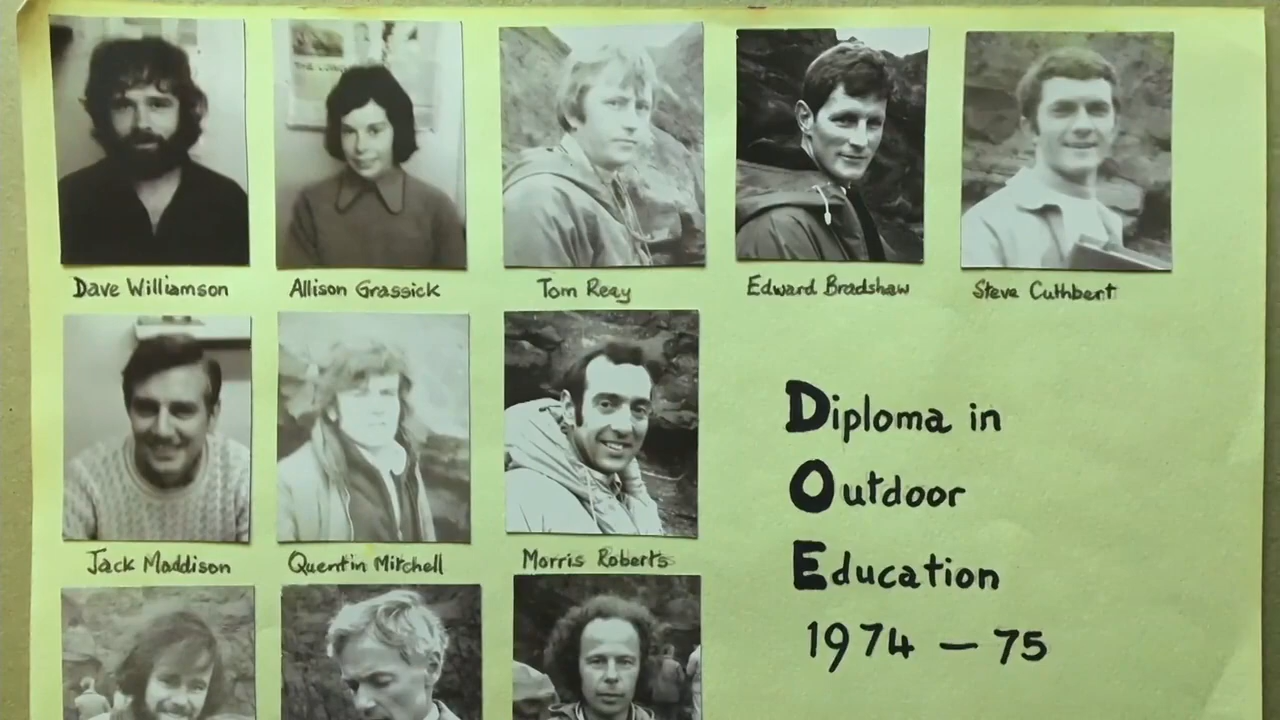 Dave Williamson
Allison Grassick
Tom Reay
Edward Bradshaw
Steve Cuthbert
Jack Maddison
Quentin Mitchell
Morris Roberts
Diploma in
Outdoor
Education
1974 - 75